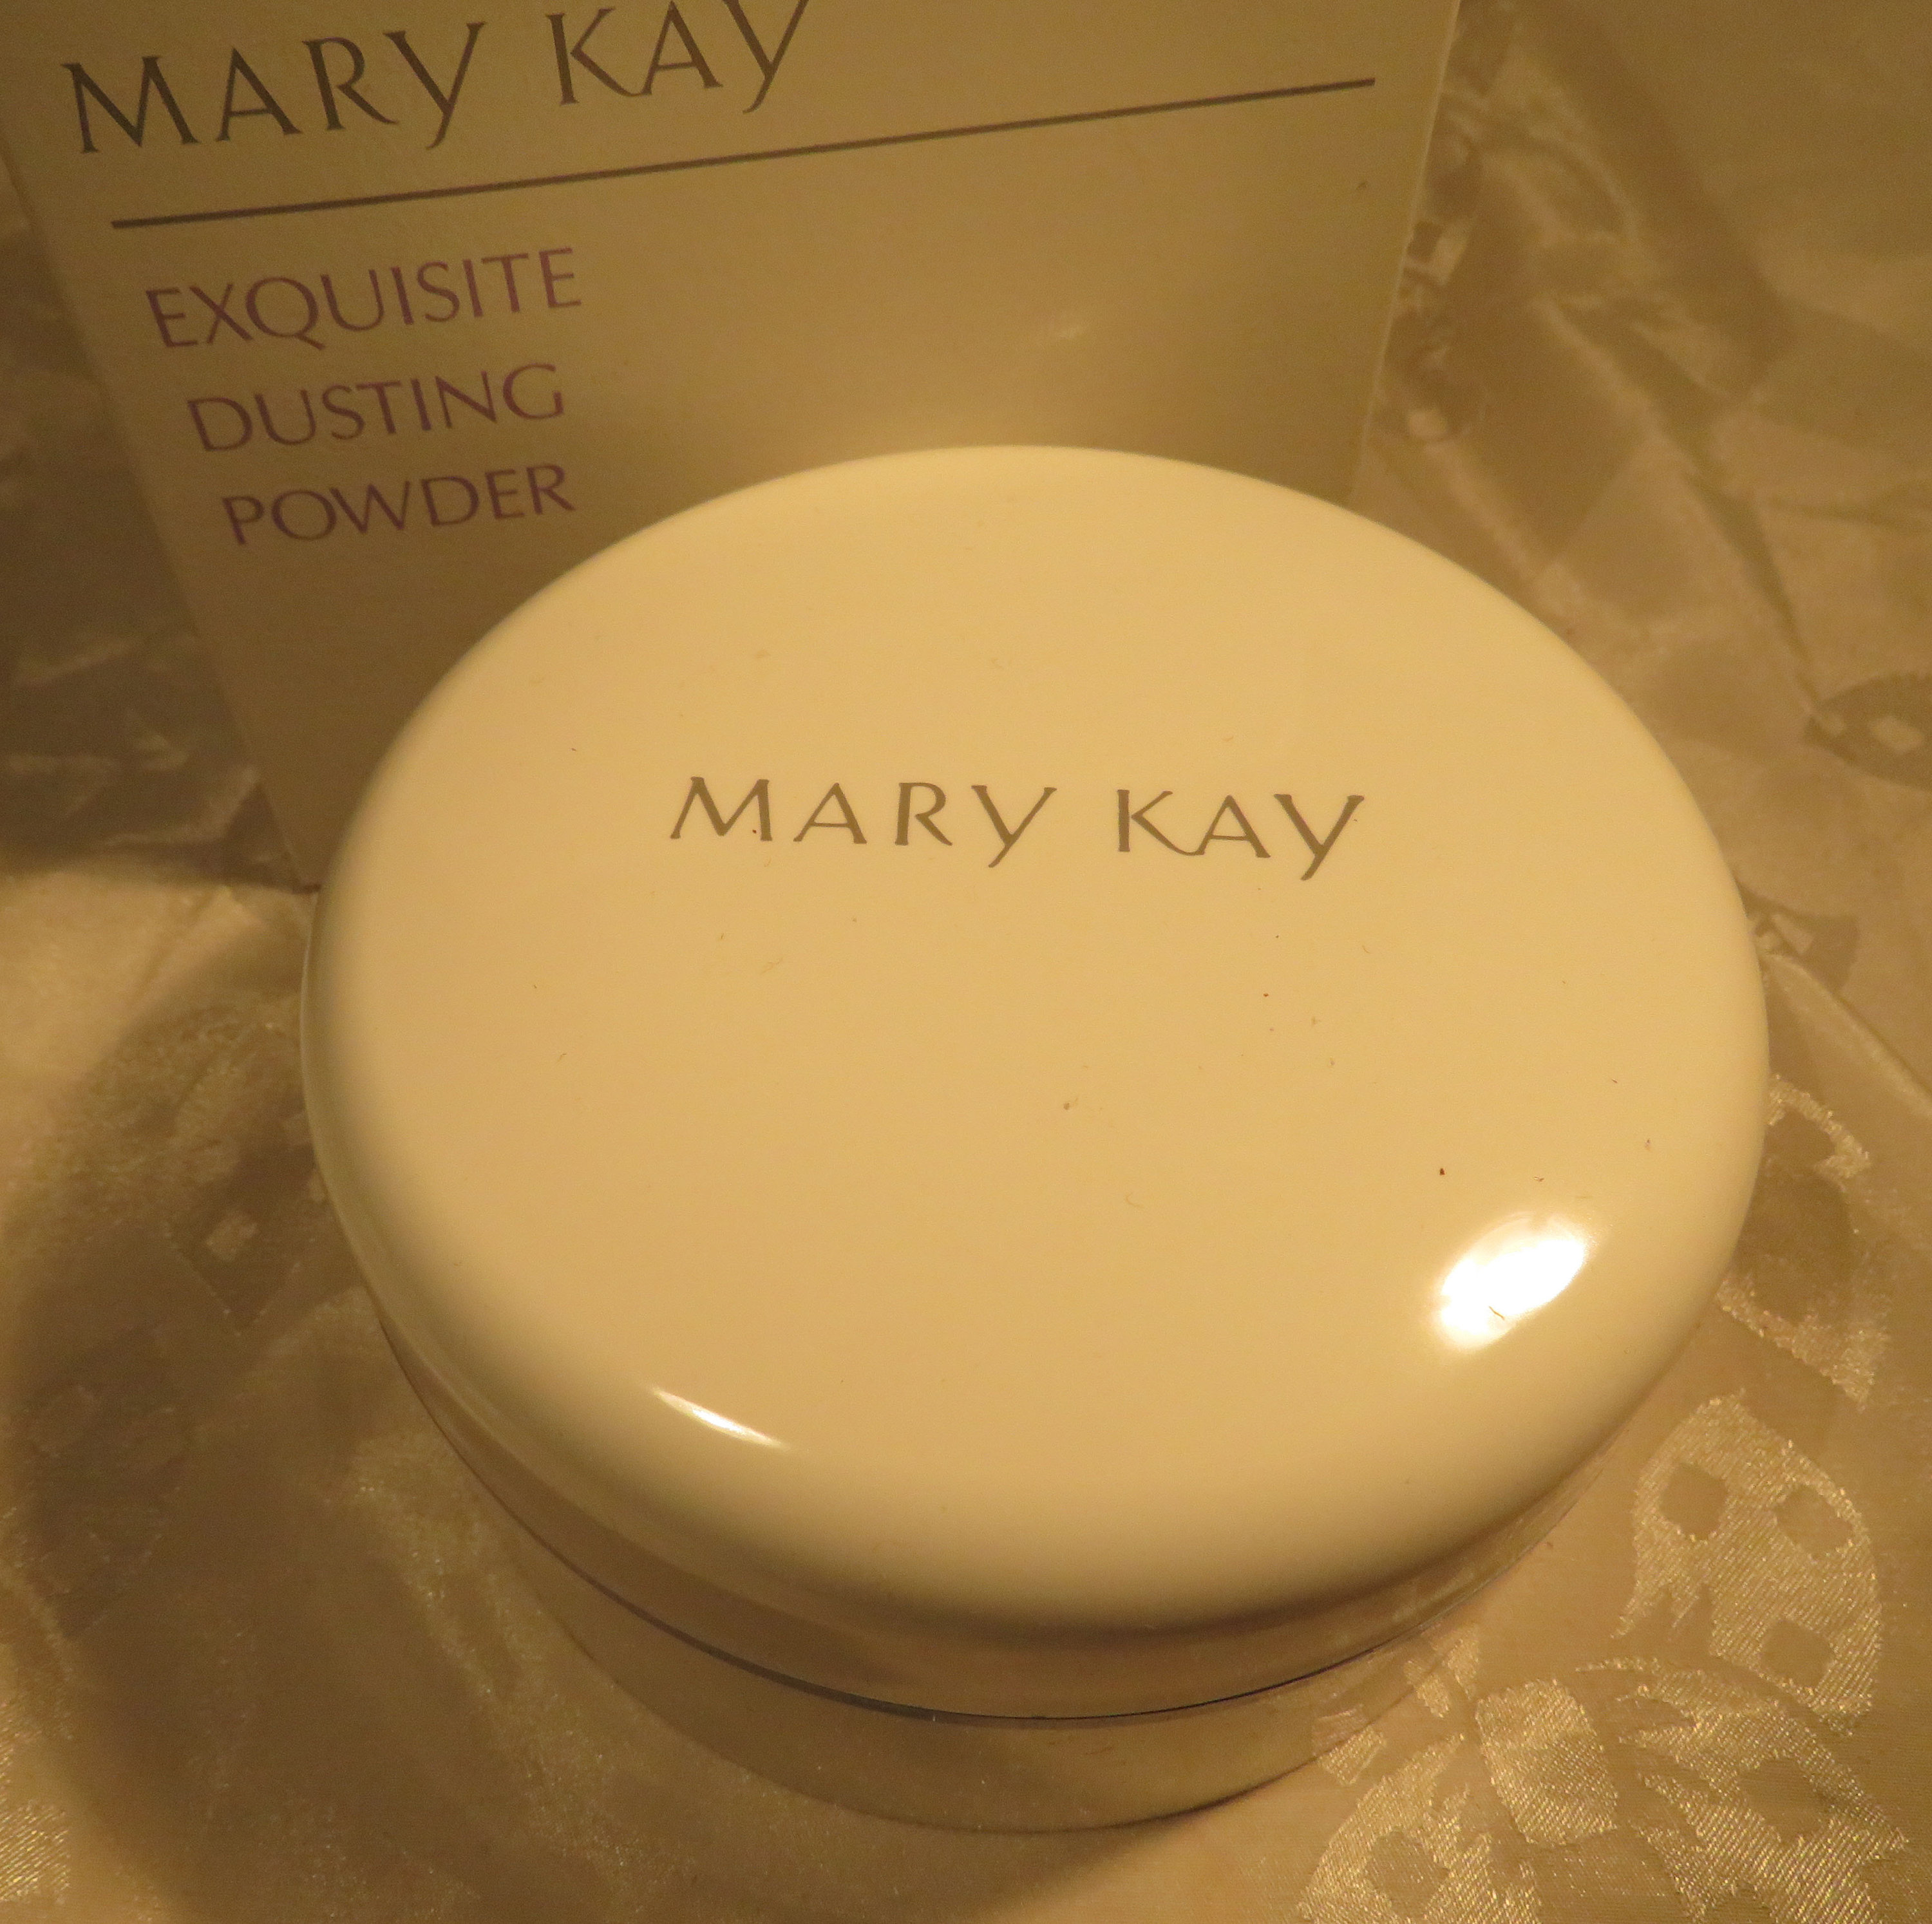 MARY KAY
EXQUISITE
DUSTING
POWDER
MARY KAY